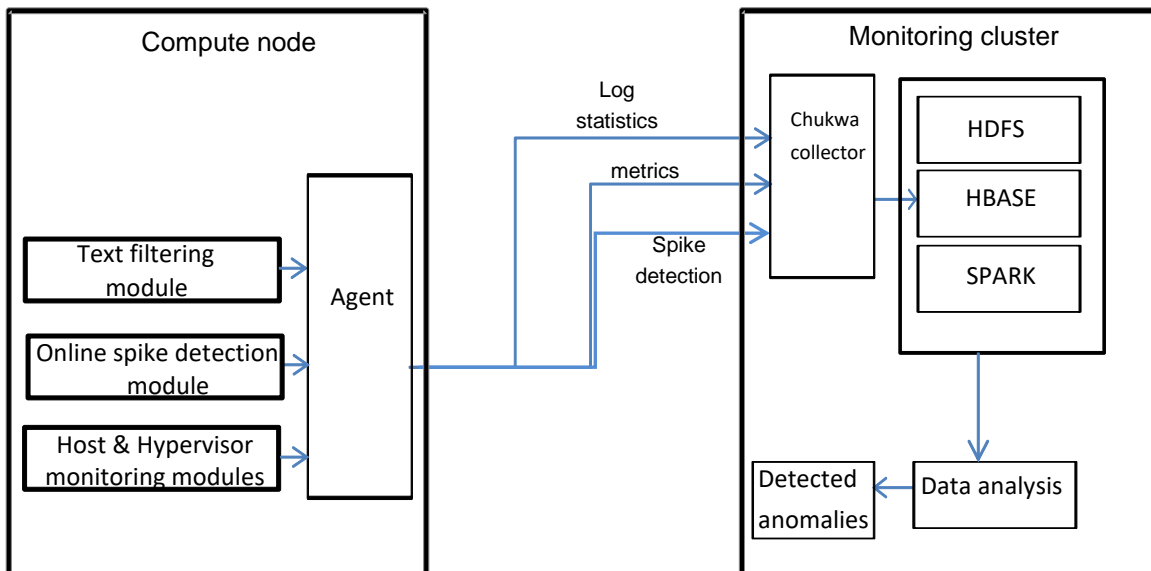 Compute node
Text filtering
module
Online spike detection
module
Host & Hypervisor
monitoring modules
Agent
Log
statistics
metrics
Spike
detection
Monitoring cluster
Chukwa
collector
HDFS
HBASE
SPARK
Data analysis
Detected
anomalies